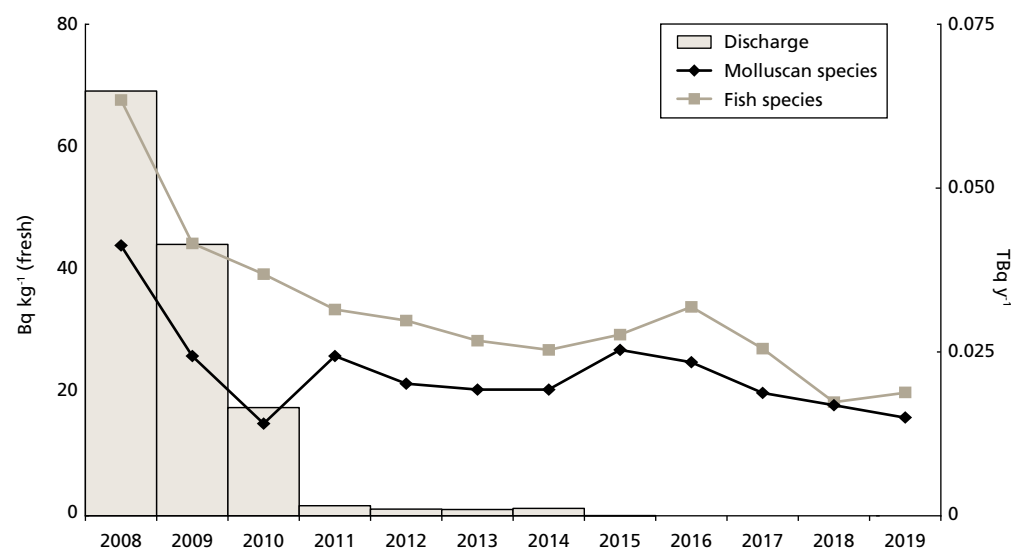 80
60
40
20
0
Bq kg⁻¹ (fresh)
Discharge
Molluscan species
Fish species
0.075
0.050
0.025
0
TBq y⁻¹
2008 2009 2010 2011 2012 2013 2014 2015 2016 2017 2018 2019